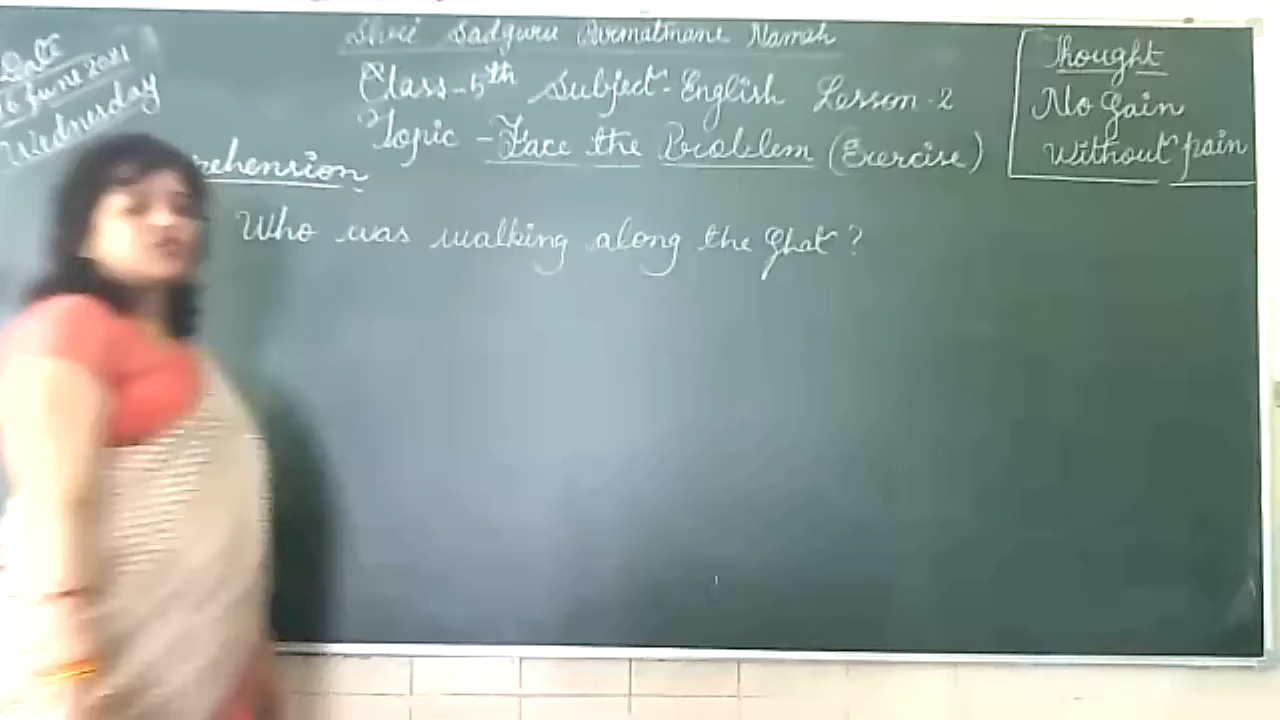 Shri Sadguru Parmatmane Namah
Date
16 June 2021
Wednesday
Class-5th Subject-English Lesson-2
Topic - Face the Problem (Exercise)
Thought
No Gain
Without pain
rehension
Who was walking along the ghat?